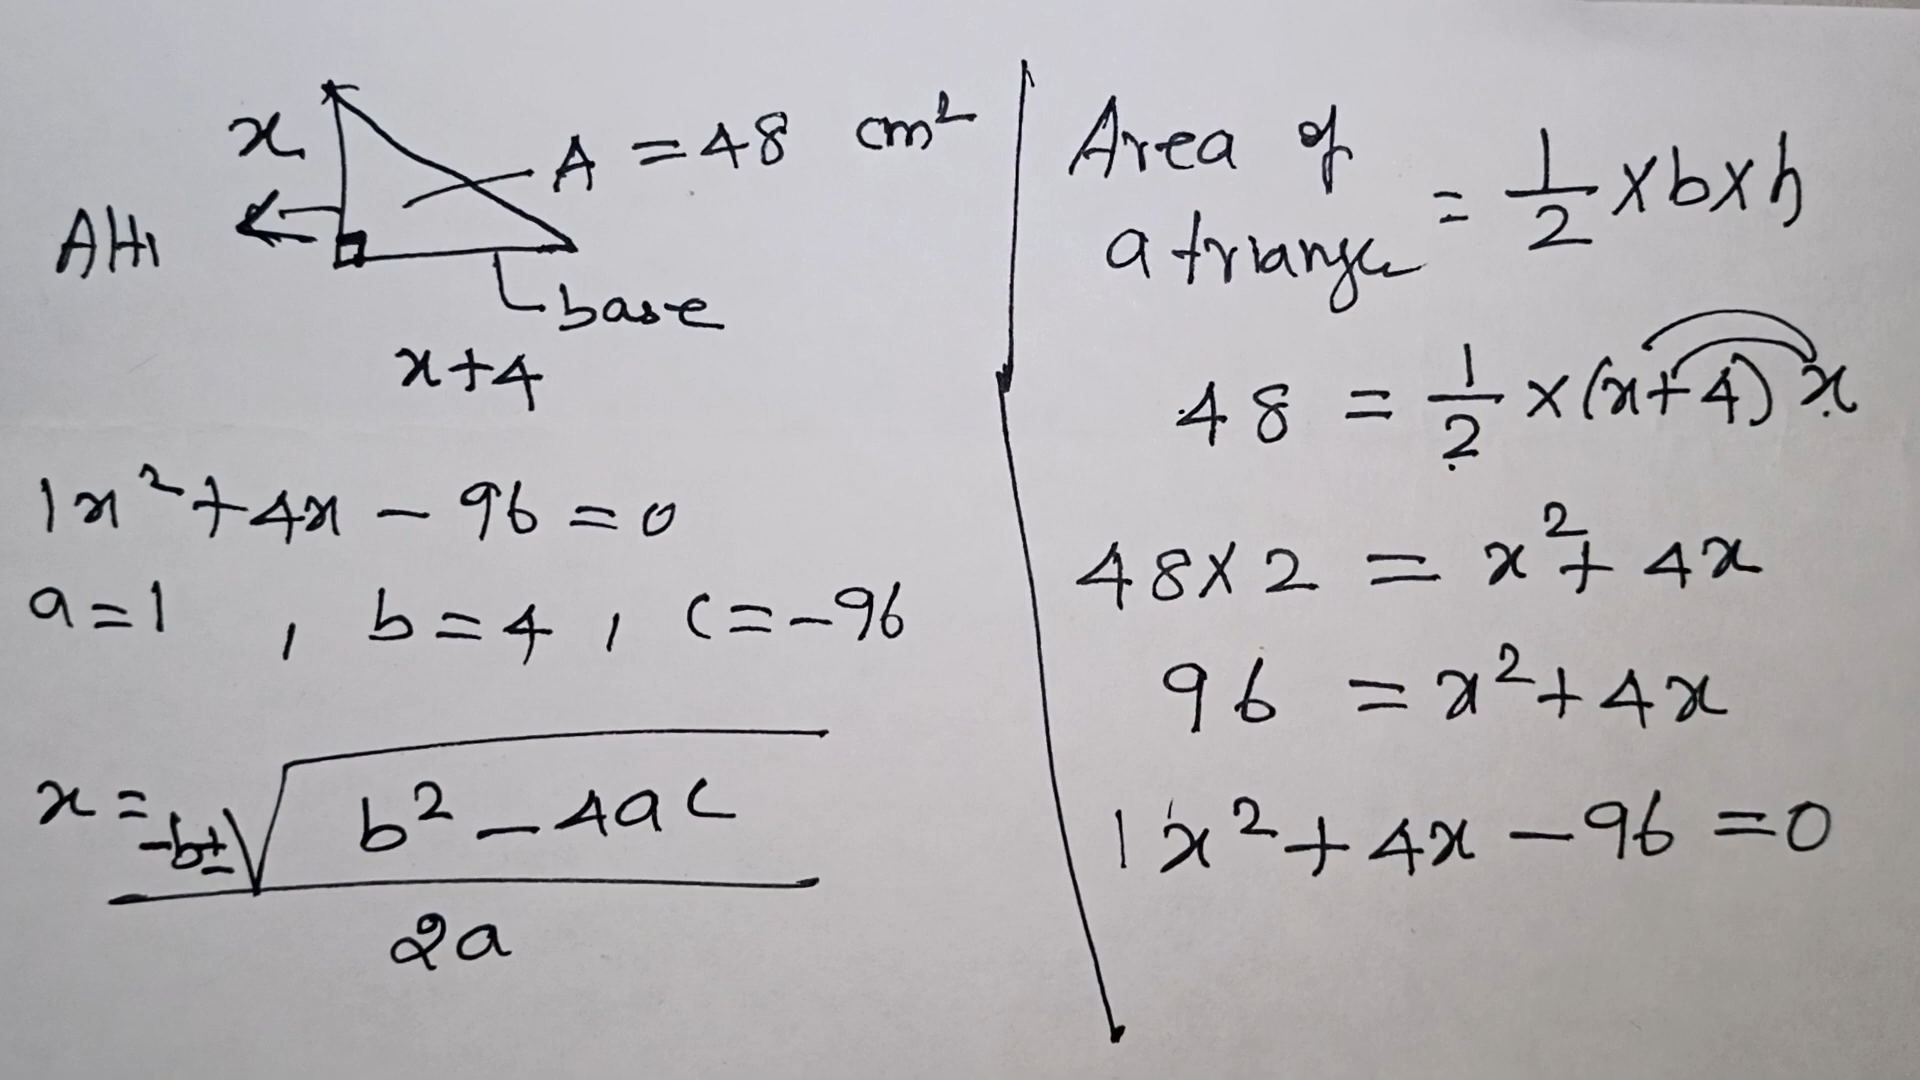 x
A = 48 cm²
Alti
base
x+4
1x² + 4x - 96 = 0
a=1 , b=4 , c=-96
x = -b±√(b² - 4ac)
2a
Area of
a triangle = 1/2 × b × h
48 = 1/2 × (x+4) x
48 × 2 = x² + 4x
96 = x² + 4x
1x² + 4x - 96 = 0